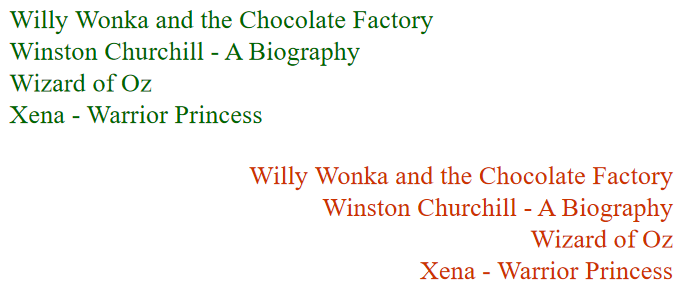 Willy Wonka and the Chocolate Factory
Winston Churchill - A Biography
Wizard of Oz
Xena - Warrior Princess
Willy Wonka and the Chocolate Factory
Winston Churchill - A Biography
Wizard of Oz
Xena - Warrior Princess